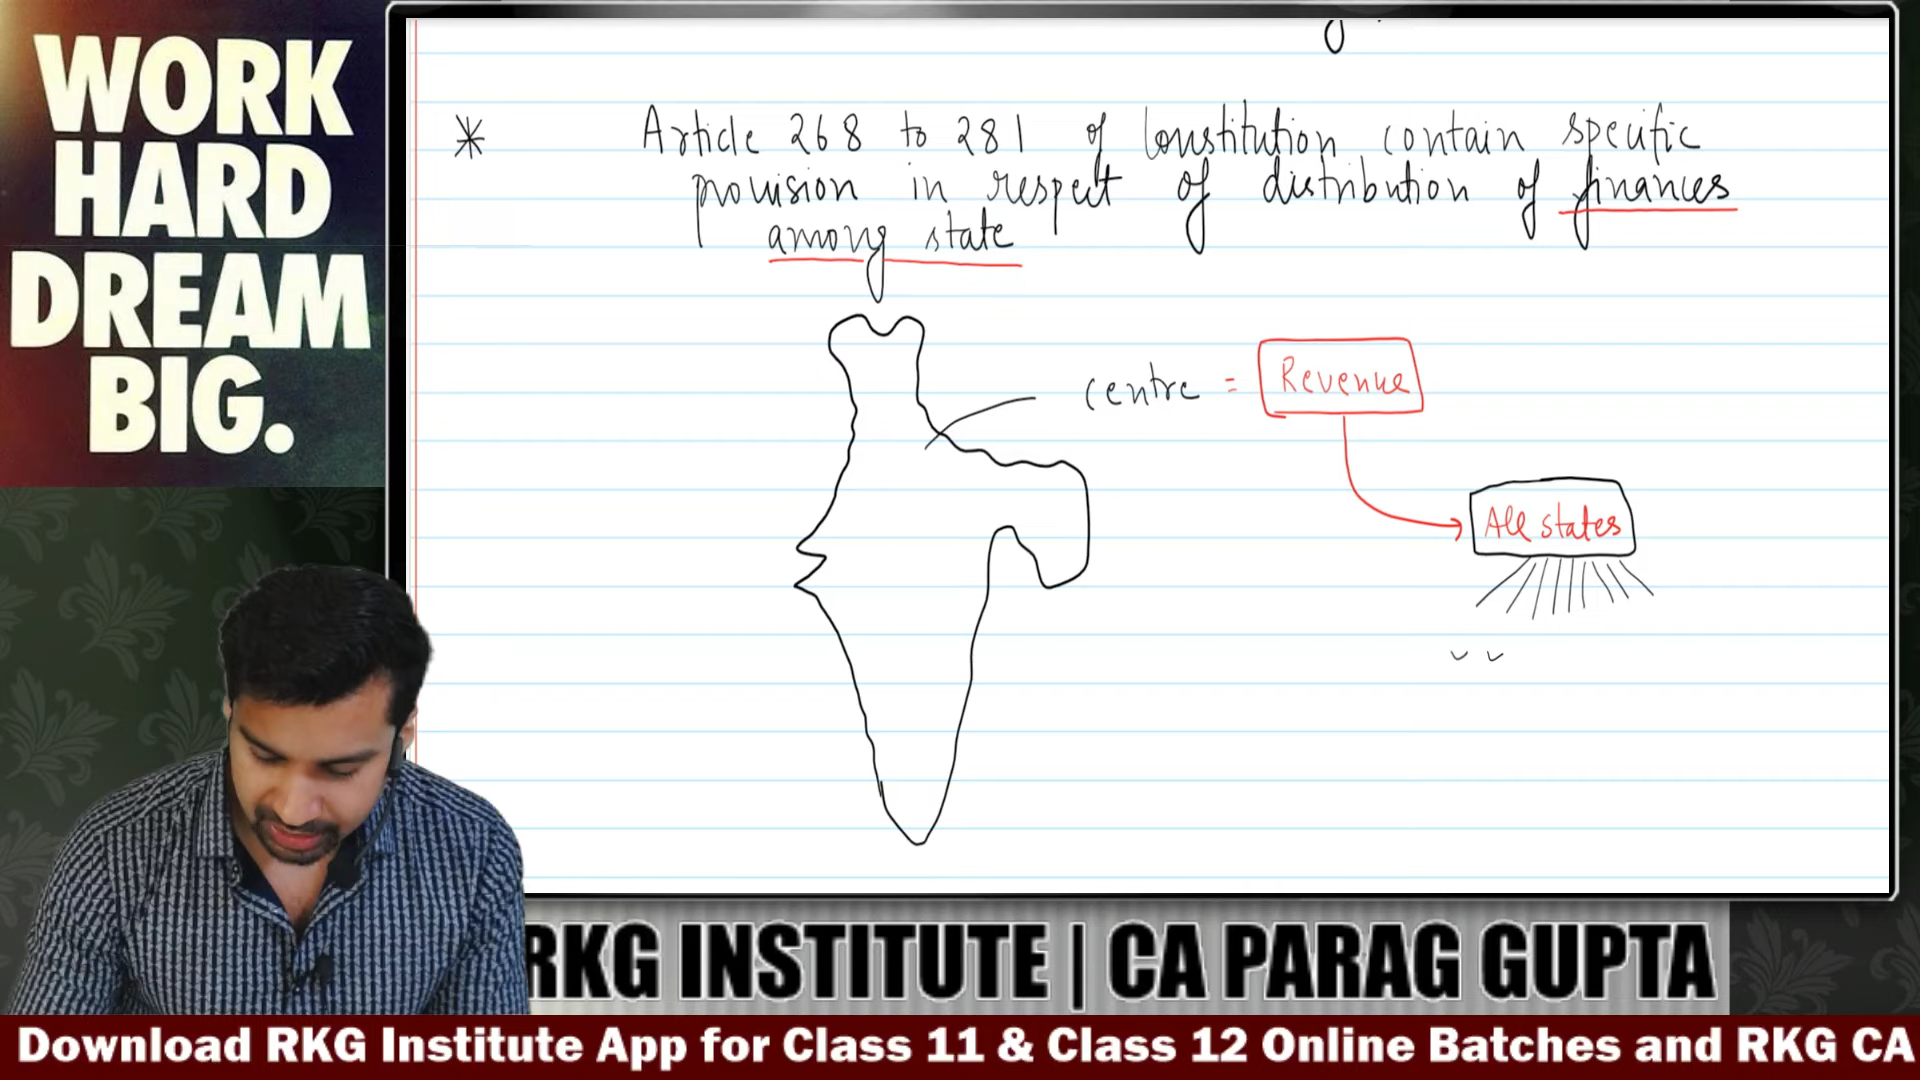 WORK
HARD
DREAM
BIG.
* Article 268 to 281 of Constitution contain specific
provision in respect of distribution of finances
among state
centre = Revenue
All states
RKG INSTITUTE | CA PARAG GUPTA
Download RKG Institute App for Class 11 & Class 12 Online Batches and RKG CA